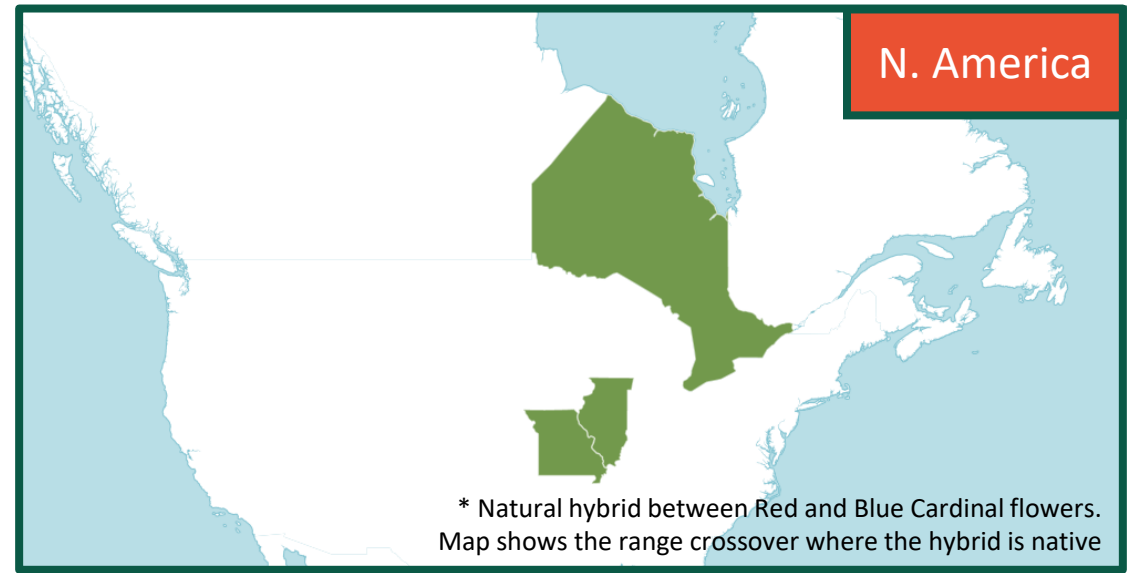 N. America
* Natural hybrid between Red and Blue Cardinal flowers.
Map shows the range crossover where the hybrid is native